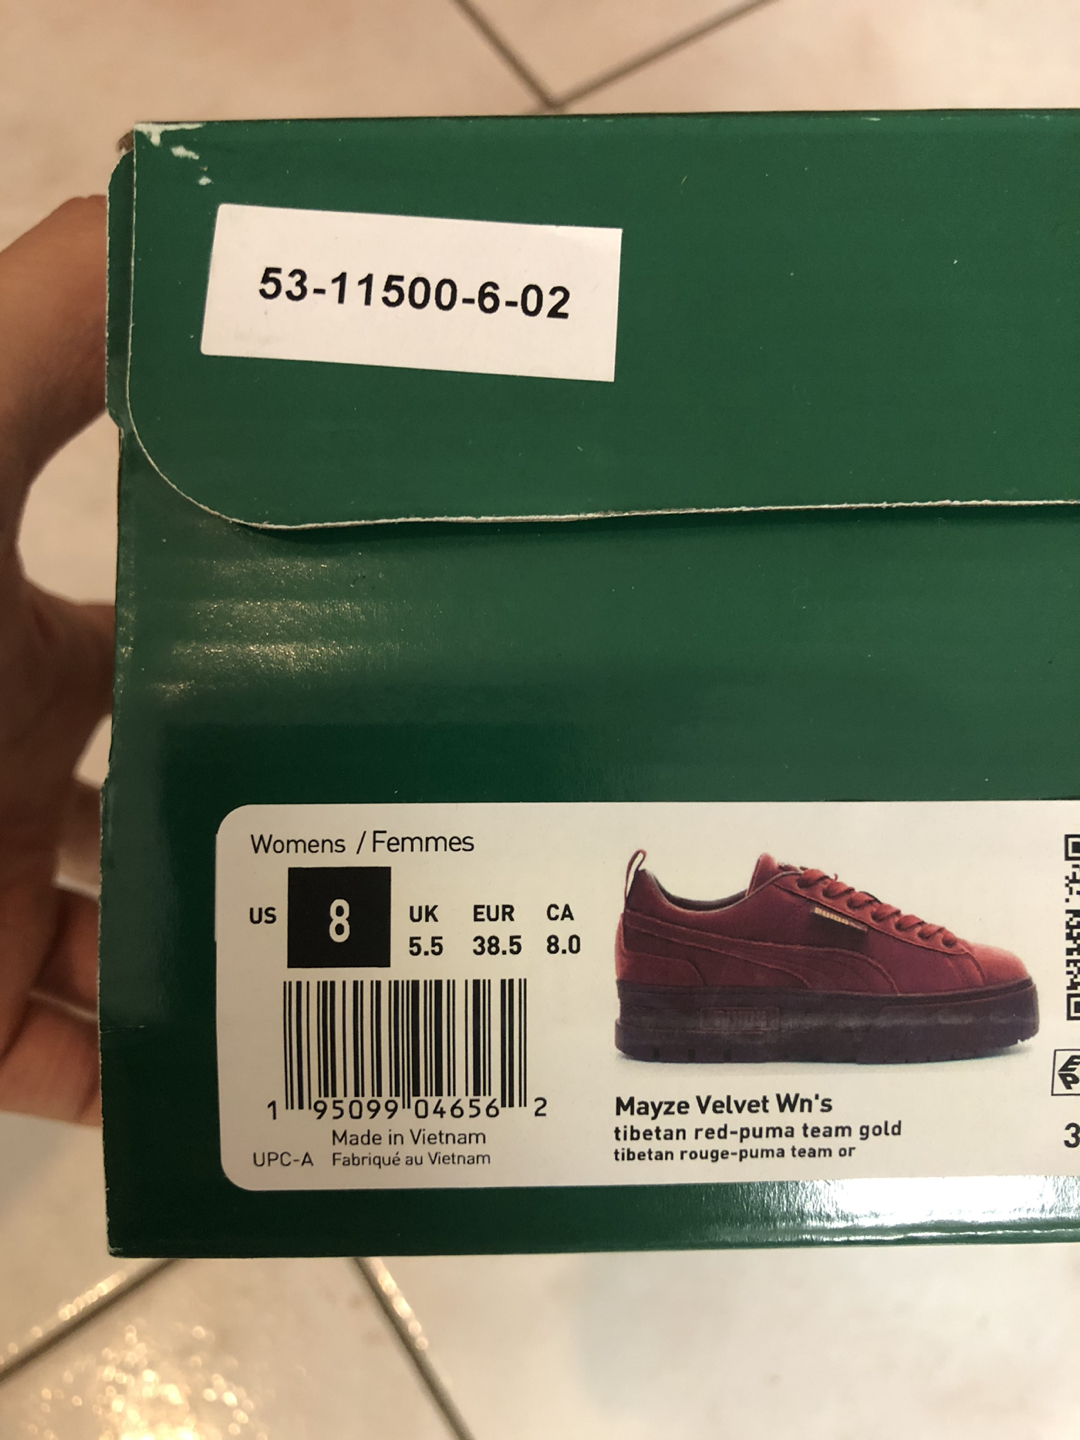 53-11500-6-02
Womens / Femmes
US 8 UK EUR CA
5.5 38.5 8.0
1 95099 04656 2
Made in Vietnam
UPC-A Fabriqué au Vietnam
Mayze Velvet Wn's
tibetan red-puma team gold
tibetan rouge-puma team or
3